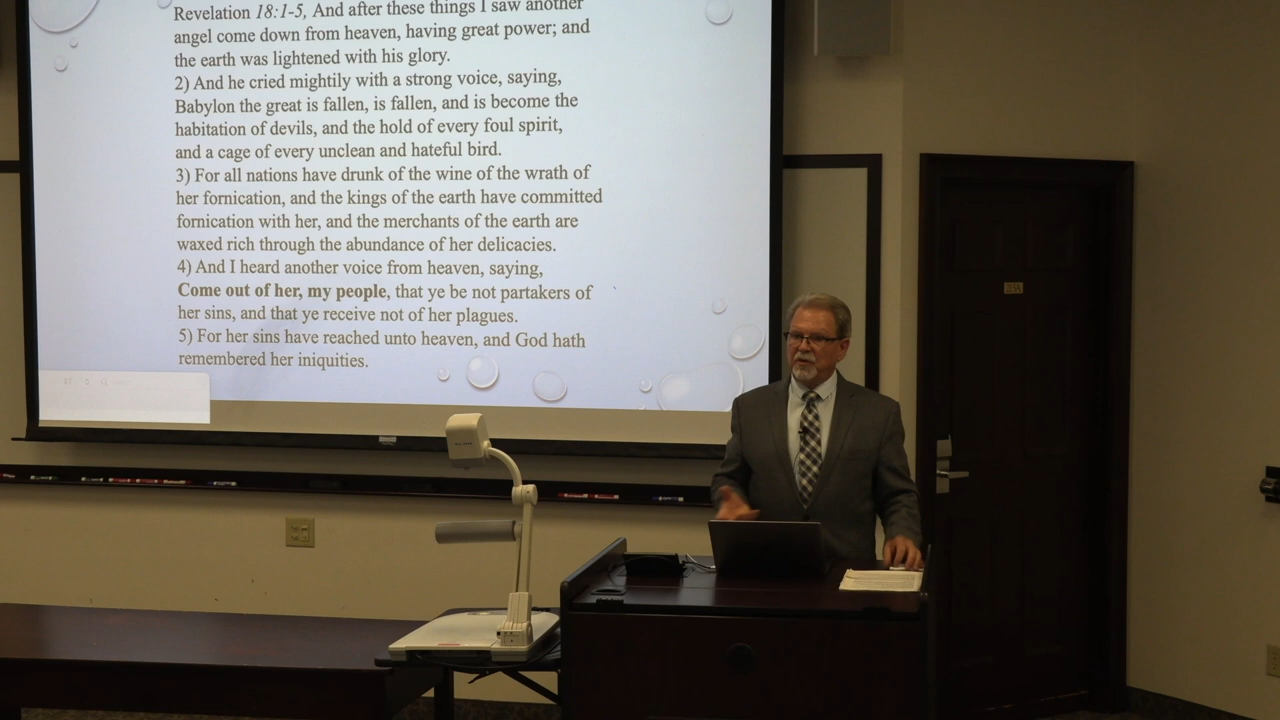 Revelation 18:1-5, And after these things I saw another
angel come down from heaven, having great power; and
the earth was lightened with his glory.
2) And he cried mightily with a strong voice, saying,
Babylon the great is fallen, is fallen, and is become the
habitation of devils, and the hold of every foul spirit,
and a cage of every unclean and hateful bird.
3) For all nations have drunk of the wine of the wrath of
her fornication, and the kings of the earth have committed
fornication with her, and the merchants of the earth are
waxed rich through the abundance of her delicacies.
4) And I heard another voice from heaven, saying,
Come out of her, my people, that ye be not partakers of
her sins, and that ye receive not of her plagues.
5) For her sins have reached unto heaven, and God hath
remembered her iniquities.